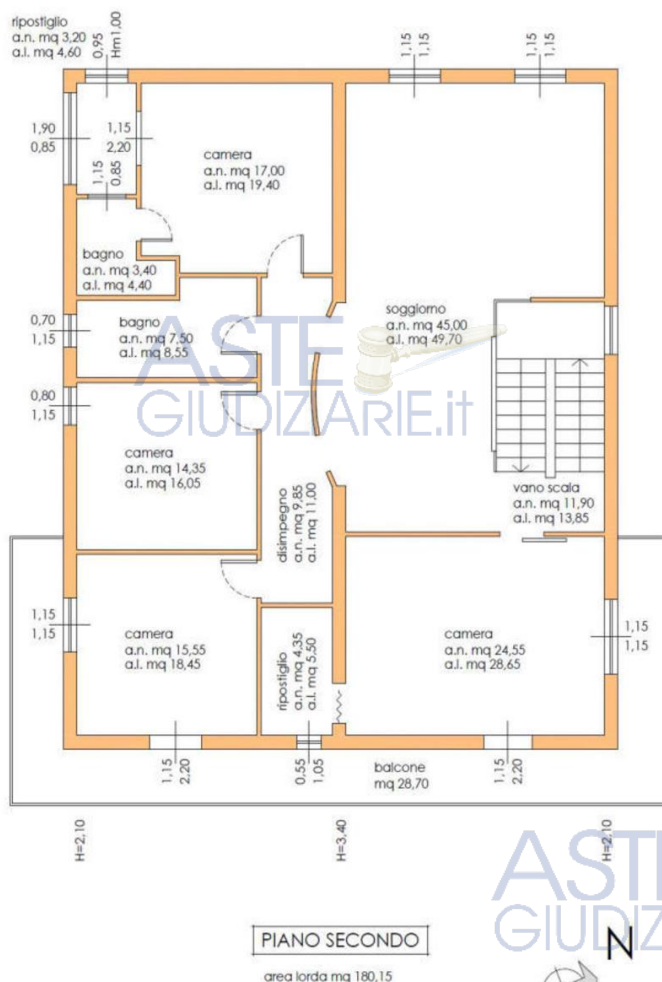 ripostiglio
a.n. mq 3,20
a.l. mq 4,60
0,95
Hm1,00
1,15
1,15
1,15
1,15
1,90
0,85
1,15
2,20
1,15
0,85
camera
a.n. mq 17,00
a.l. mq 19,40
bagno
a.n. mq 3,40
a.l. mq 4,40
0,70
1,15
bagno
a.n. mq 7,50
a.l. mq 8,55
soggiorno
a.n. mq 45,00
a.l. mq 49,70
ASTE
GIUDIZIARIE.it
0,80
1,15
camera
a.n. mq 14,35
a.l. mq 16,05
disimpegno
a.n. mq 9,85
a.l. mq 11,00
vano scala
a.n. mq 11,90
a.l. mq 13,85
1,15
1,15
camera
a.n. mq 15,55
a.l. mq 18,45
ripostiglio
a.n. mq 4,35
a.l. mq 5,50
camera
a.n. mq 24,55
a.l. mq 28,65
1,15
1,15
1,15
2,20
0,55
1,05
balcone
mq 28,70
1,15
2,20
H=2,10
H=3,40
H=2,10
ASTE
GIUDIZ
PIANO SECONDO
N
area lorda mq 180,15